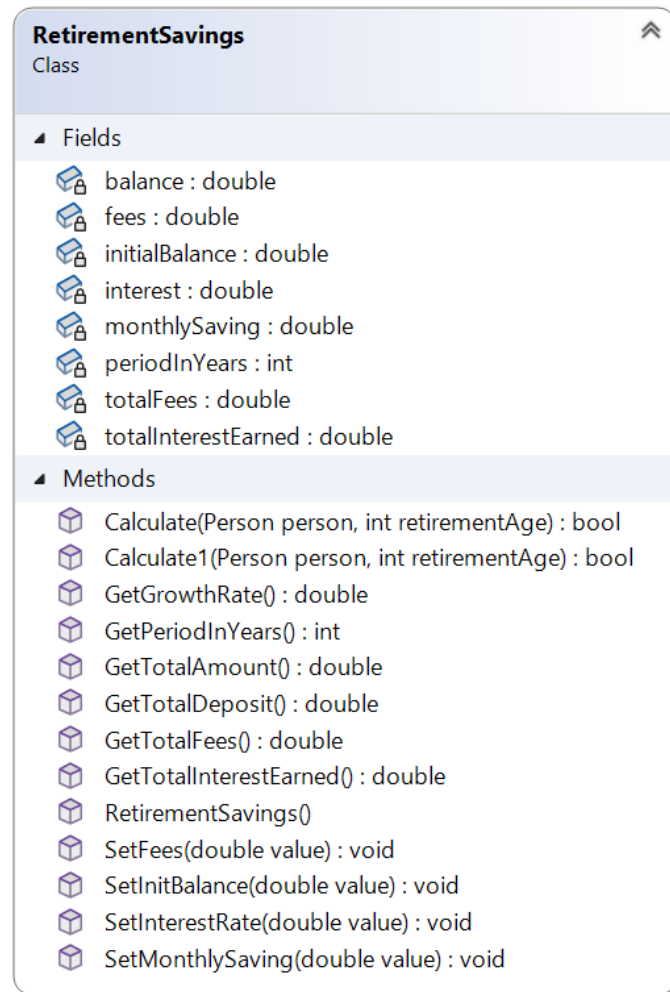 RetirementSavings
Class
Fields
balance : double
fees : double
initialBalance : double
interest : double
monthlySaving : double
periodInYears : int
totalFees : double
totalInterestEarned : double
Methods
Calculate(Person person, int retirementAge) : bool
Calculate1(Person person, int retirementAge) : bool
GetGrowthRate() : double
GetPeriodInYears() : int
GetTotalAmount() : double
GetTotalDeposit() : double
GetTotalFees() : double
GetTotalInterestEarned() : double
RetirementSavings()
SetFees(double value) : void
SetInitBalance(double value) : void
SetInterestRate(double value) : void
SetMonthlySaving(double value) : void